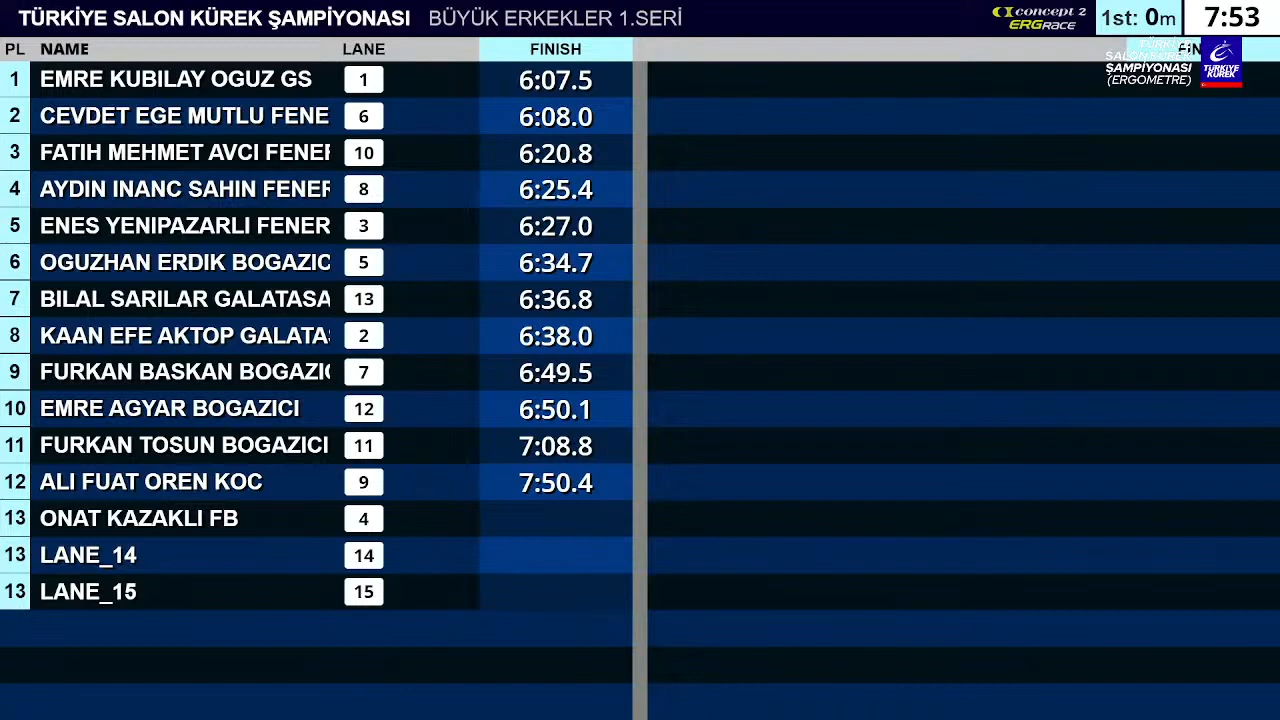 TÜRKİYE SALON KÜREK ŞAMPİYONASI BÜYÜK ERKEKLER 1.SERİ concept 2 ERGRACE 1st: 0m 7:53
PL NAME LANE FINISH
TÜRKİYE SALON KÜREK ŞAMPİYONASI (ERGOMETRE) TÜRKİYE KÜREK
1 EMRE KUBILAY OGUZ GS 1 6:07.5
2 CEVDET EGE MUTLU FENE 6 6:08.0
3 FATIH MEHMET AVCI FENER 10 6:20.8
4 AYDIN INANC SAHIN FENER 8 6:25.4
5 ENES YENIPAZARLI FENER 3 6:27.0
6 OGUZHAN ERDIK BOGAZIC 5 6:34.7
7 BILAL SARILAR GALATASA 13 6:36.8
8 KAAN EFE AKTOP GALATAS 2 6:38.0
9 FURKAN BASKAN BOGAZIC 7 6:49.5
10 EMRE AGYAR BOGAZICI 12 6:50.1
11 FURKAN TOSUN BOGAZICI 11 7:08.8
12 ALI FUAT OREN KOC 9 7:50.4
13 ONAT KAZAKLI FB 4
13 LANE_14 14
13 LANE_15 15